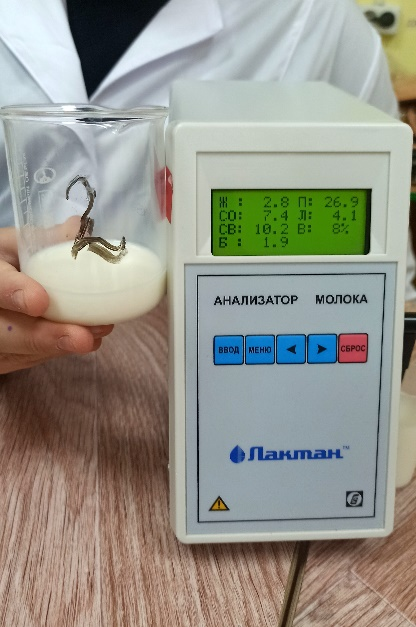 Ж : 2.8 П: 26.9
СО: 7.4 Л: 4.1
СВ: 10.2 В: 8%
Б : 1.9
АНАЛИЗАТОР МОЛОКА
ВВОД МЕНЮ СБРОС
Лактан™